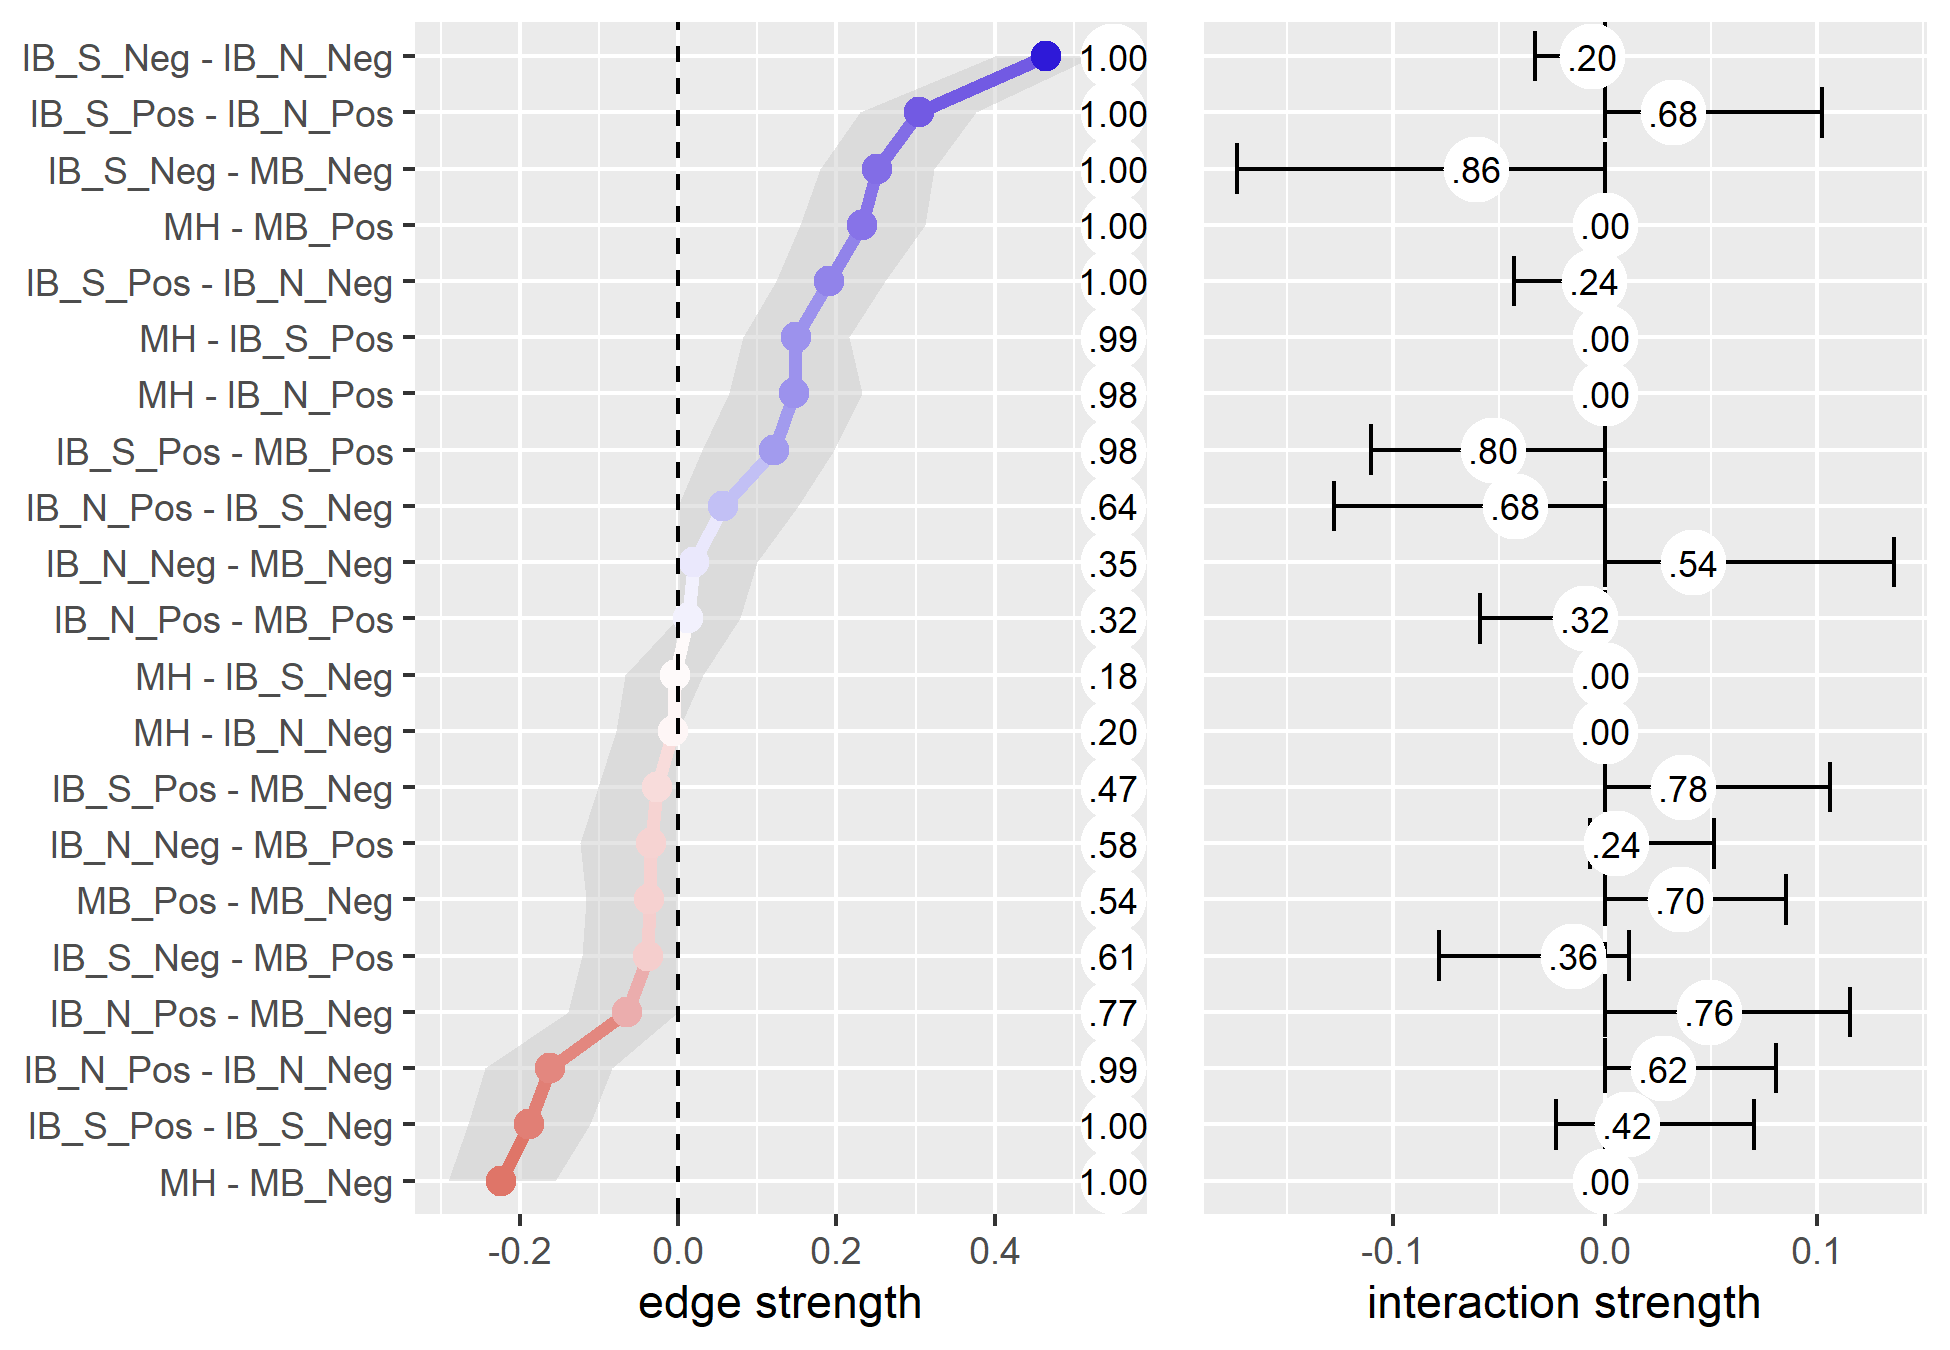 IB_S_Neg - IB_N_Neg 1.00 .20
IB_S_Pos - IB_N_Pos 1.00 .68
IB_S_Neg - MB_Neg 1.00 .86
MH - MB_Pos 1.00 .00
IB_S_Pos - IB_N_Neg 1.00 .24
MH - IB_S_Pos .99 .00
MH - IB_N_Pos .98 .00
IB_S_Pos - MB_Pos .98 .80
IB_N_Pos - IB_S_Neg .64 .68
IB_N_Neg - MB_Neg .35 .54
IB_N_Pos - MB_Pos .32 .32
MH - IB_S_Neg .18 .00
MH - IB_N_Neg .20 .00
IB_S_Pos - MB_Neg .47 .78
IB_N_Neg - MB_Pos .58 .24
MB_Pos - MB_Neg .54 .70
IB_S_Neg - MB_Pos .61 .36
IB_N_Pos - MB_Neg .77 .76
IB_N_Pos - IB_N_Neg .99 .62
IB_S_Pos - IB_S_Neg 1.00 .42
MH - MB_Neg 1.00 .00
-0.2 0.0 0.2 0.4 -0.1 0.0 0.1
edge strength interaction strength